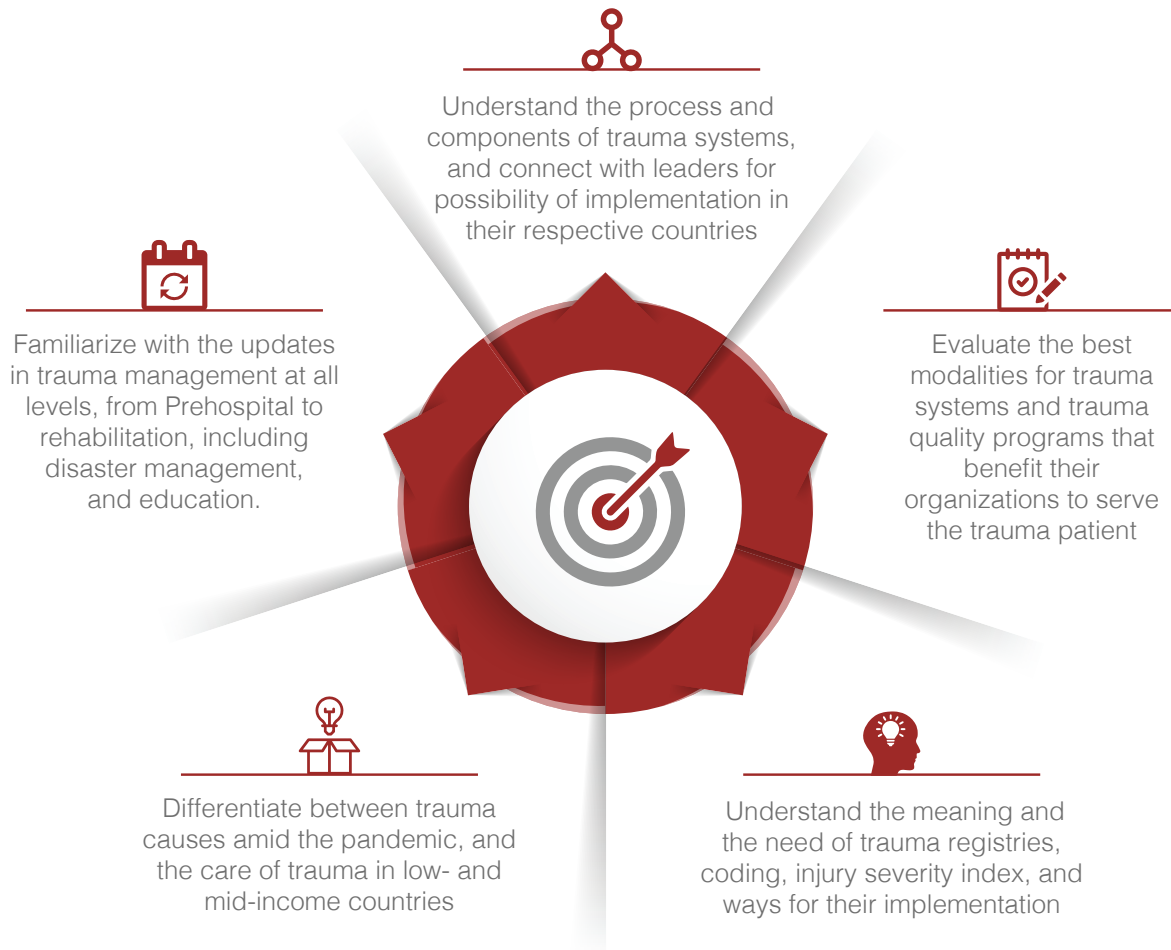 Understand the process and
components of trauma systems,
and connect with leaders for
possibility of implementation in
their respective countries
Familiarize with the updates
in trauma management at all
levels, from Prehospital to
rehabilitation, including
disaster management,
and education.
Evaluate the best
modalities for trauma
systems and trauma
quality programs that
benefit their
organizations to serve
the trauma patient
Differentiate between trauma
causes amid the pandemic, and
the care of trauma in low- and
mid-income countries
Understand the meaning and
the need of trauma registries,
coding, injury severity index, and
ways for their implementation